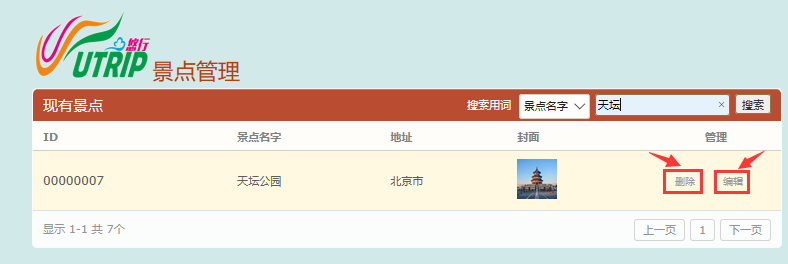 悠行
UTRIP 景点管理
现有景点 搜索用词 景点名字 天坛 × 搜索
ID 景点名字 地址 封面 管理
00000007 天坛公园 北京市 删除 编辑
显示 1-1 共 7个 上一页 1 下一页